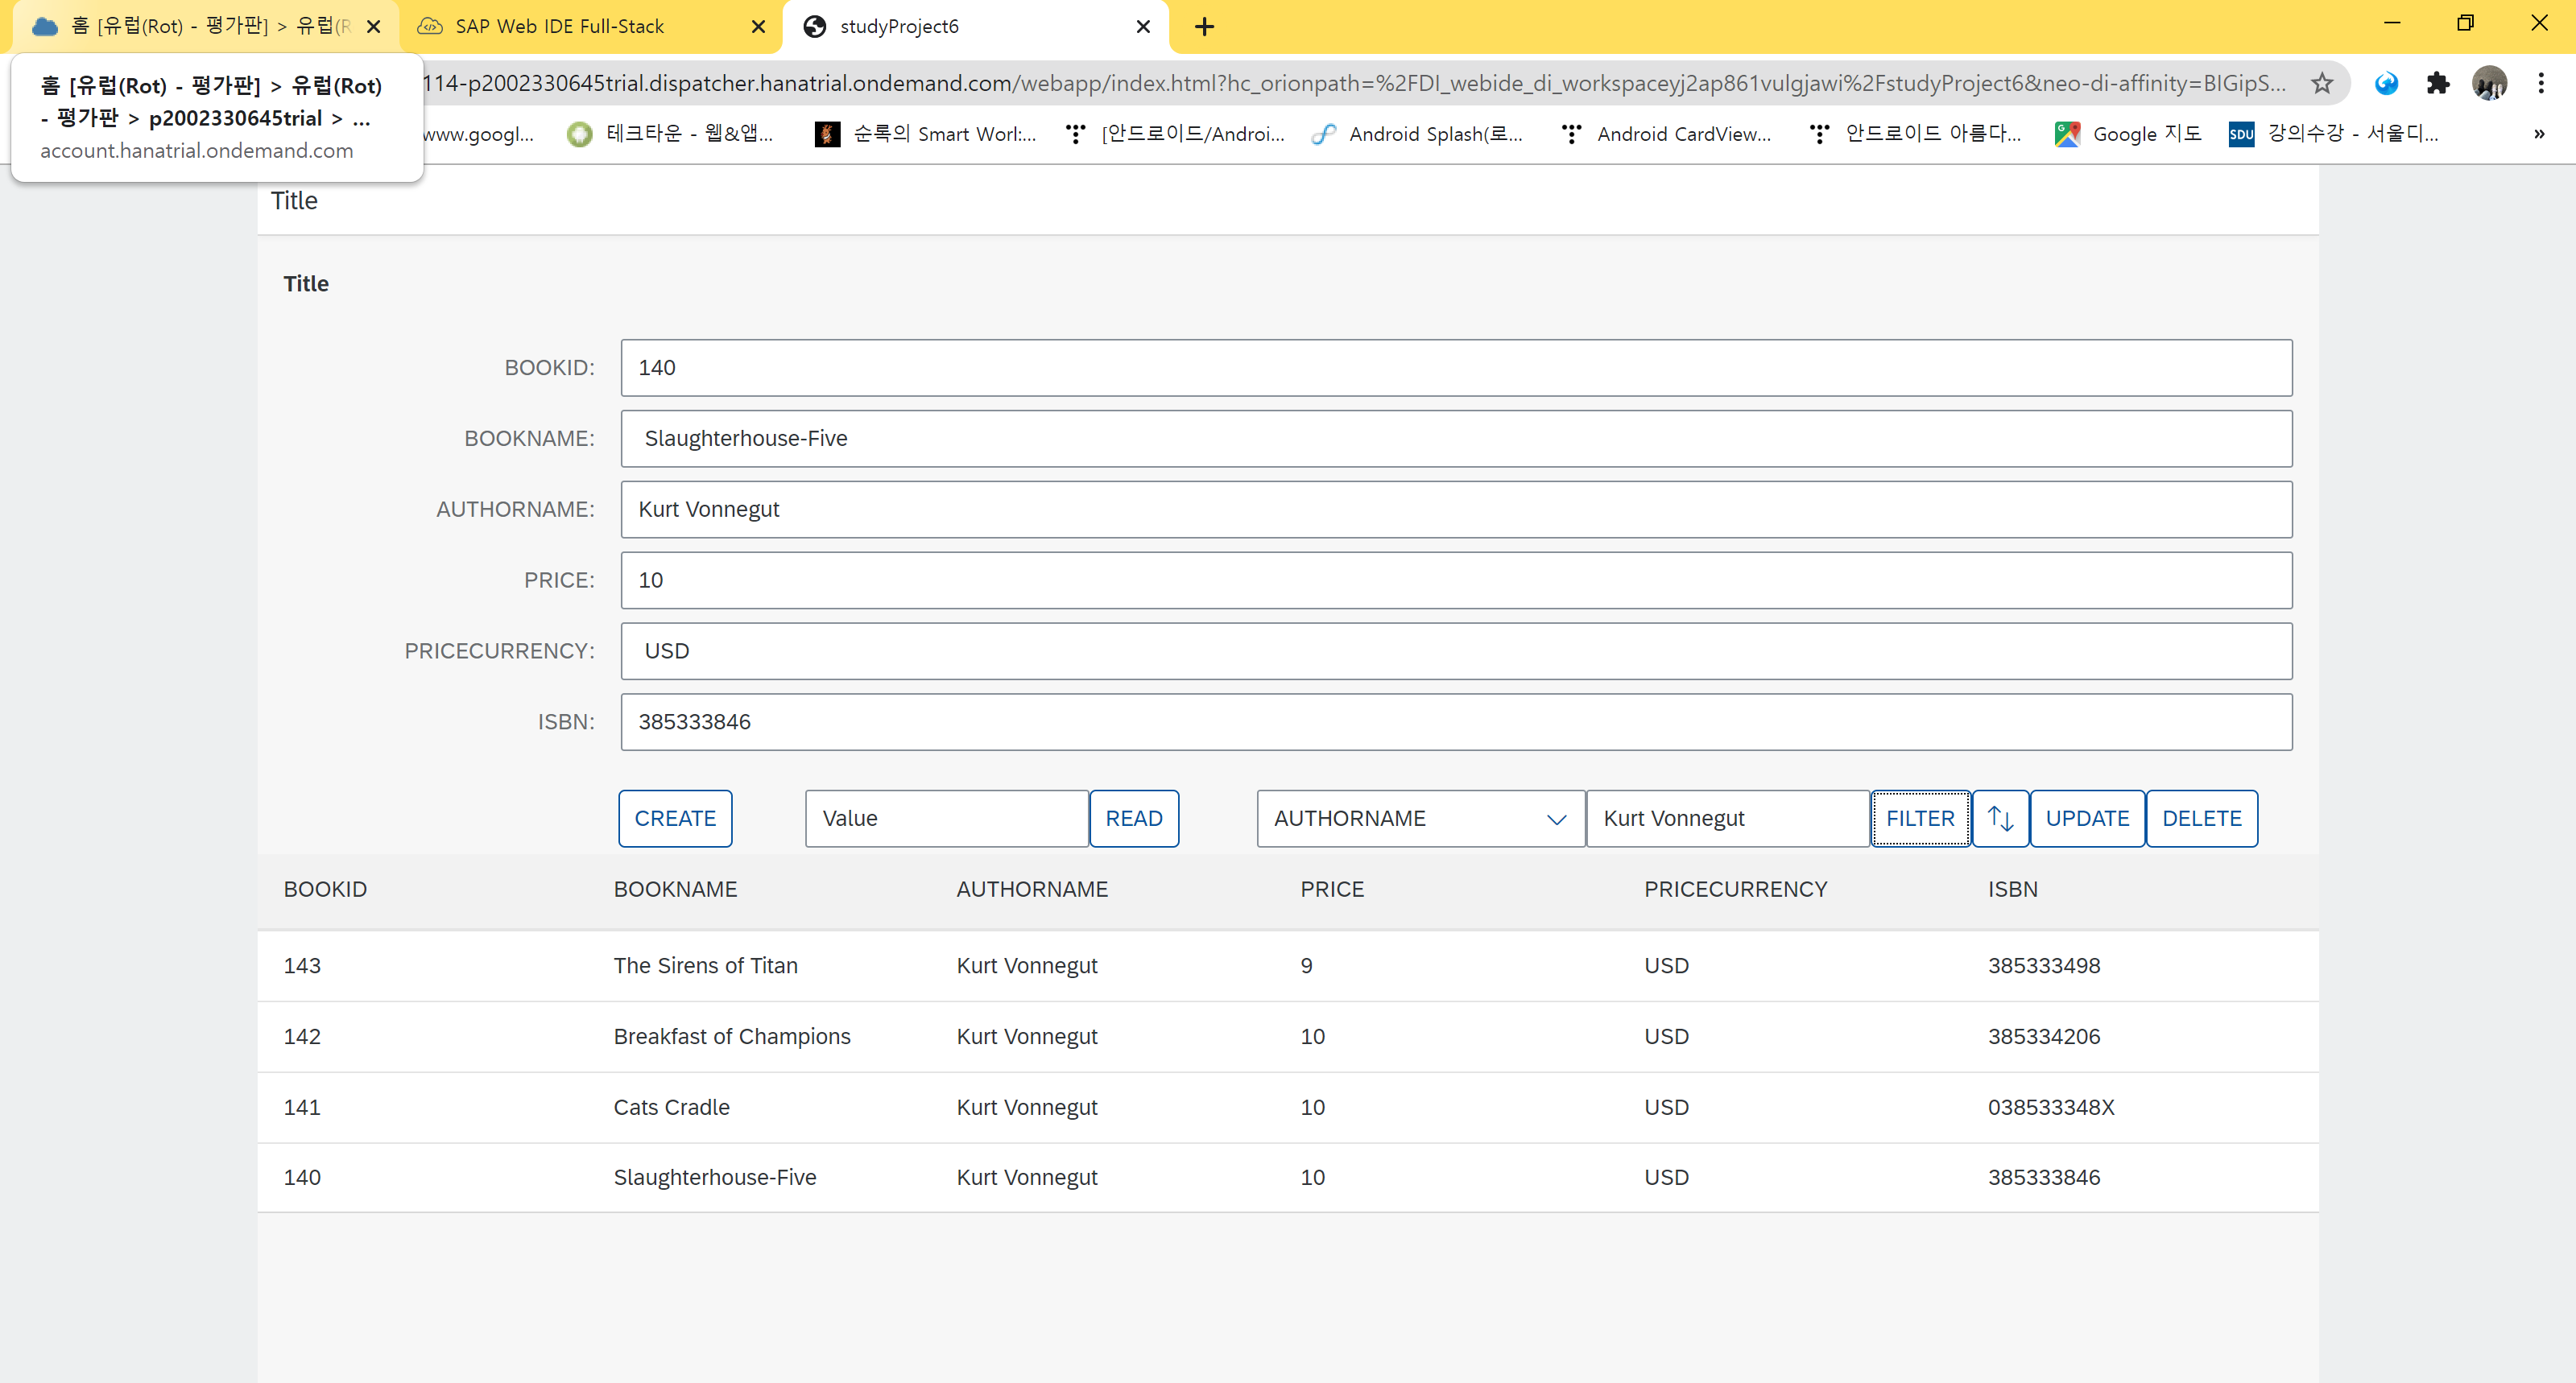 홈 [유럽(Rot) - 평가판] > 유럽(R
SAP Web IDE Full-Stack
studyProject6
홈 [유럽(Rot) - 평가판] > 유럽(Rot)
- 평가판 > p2002330645trial > ...
account.hanatrial.ondemand.com
114-p2002330645trial.dispatcher.hanatrial.ondemand.com/webapp/index.html?hc_orionpath=%2FDI_webide_di_workspaceyj2ap861vulgjawi%2FstudyProject6&neo-di-affinity=BIGipS...
www.googl...
테크타운 - 웹&앱...
순록의 Smart Worl:...
[안드로이드/Androi...
Android Splash(로...
Android CardView...
안드로이드 아름다...
Google 지도
SDU 강의수강 - 서울디...
»
Title
Title
BOOKID: 140
BOOKNAME: Slaughterhouse-Five
AUTHORNAME: Kurt Vonnegut
PRICE: 10
PRICECURRENCY: USD
ISBN: 385333846
CREATE Value READ AUTHORNAME Kurt Vonnegut FILTER UPDATE DELETE
BOOKID BOOKNAME AUTHORNAME PRICE PRICECURRENCY ISBN
143 The Sirens of Titan Kurt Vonnegut 9 USD 385333498
142 Breakfast of Champions Kurt Vonnegut 10 USD 385334206
141 Cats Cradle Kurt Vonnegut 10 USD 038533348X
140 Slaughterhouse-Five Kurt Vonnegut 10 USD 385333846